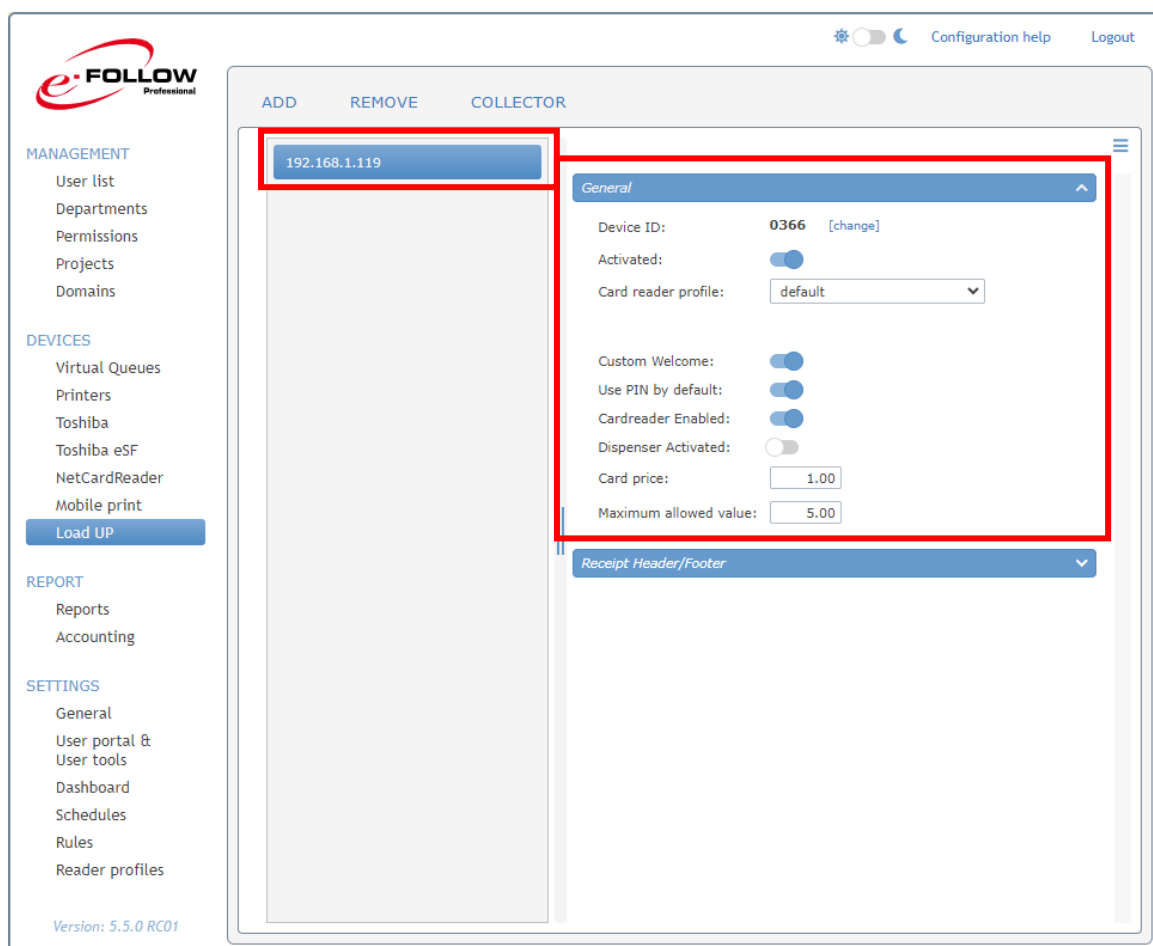 Configuration help Logout
e-FOLLOW
Professional
ADD REMOVE COLLECTOR
MANAGEMENT
User list
Departments
Permissions
Projects
Domains
DEVICES
Virtual Queues
Printers
Toshiba
Toshiba eSF
NetCardReader
Mobile print
Load UP
REPORT
Reports
Accounting
SETTINGS
General
User portal &
User tools
Dashboard
Schedules
Rules
Reader profiles
Version: 5.5.0 RC01
192.168.1.119
General
Device ID: 0366 [change]
Activated:
Card reader profile: default
Custom Welcome:
Use PIN by default:
Cardreader Enabled:
Dispenser Activated:
Card price: 1.00
Maximum allowed value: 5.00
Receipt Header/Footer